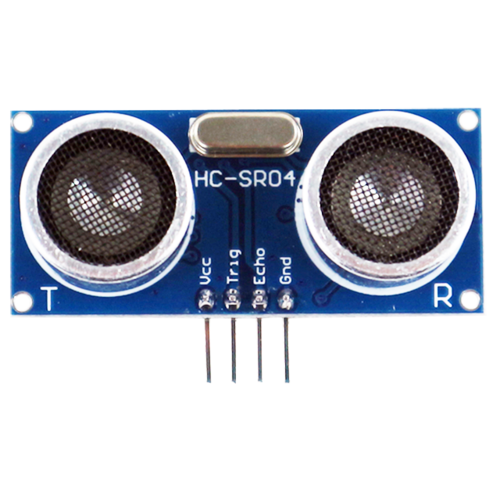 HC-SR04
Vcc
Trig
Echo
Gnd
T
R